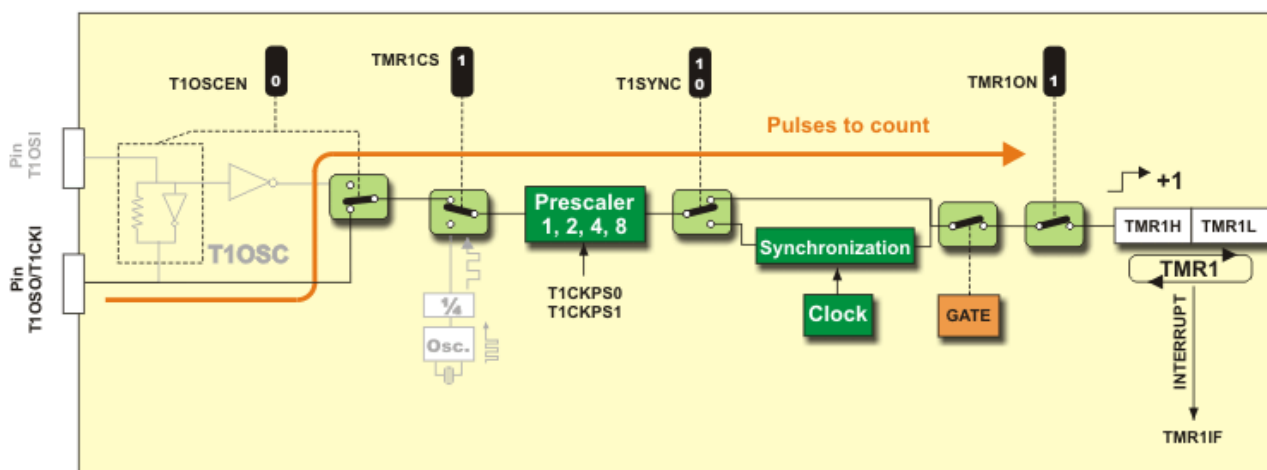 T1OSCEN
0
TMR1CS
1
T1SYNC
1
0
TMR1ON
1
Pulses to count
Pin
T1OSI
T1OSC
Pin
T1OSO/T1CKI
Prescaler
1, 2, 4, 8
T1CKPS0
T1CKPS1
¼
Osc.
Synchronization
Clock
GATE
+1
TMR1H
TMR1L
TMR1
INTERRUPT
TMR1IF